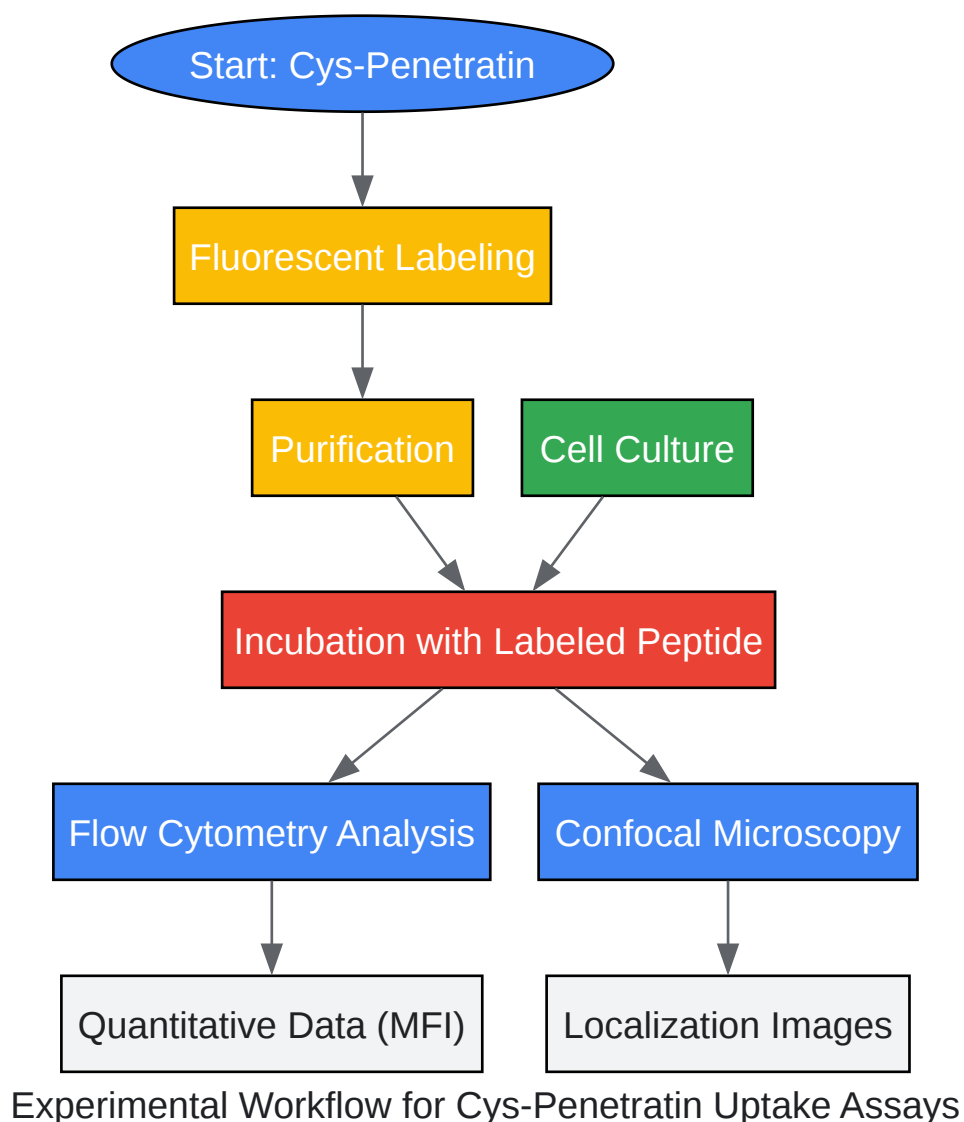 Start: Cys-Penetratin
Fluorescent Labeling
Purification
Cell Culture
Incubation with Labeled Peptide
Flow Cytometry Analysis
Confocal Microscopy
Quantitative Data (MFI)
Localization Images
Experimental Workflow for Cys-Penetratin Uptake Assays